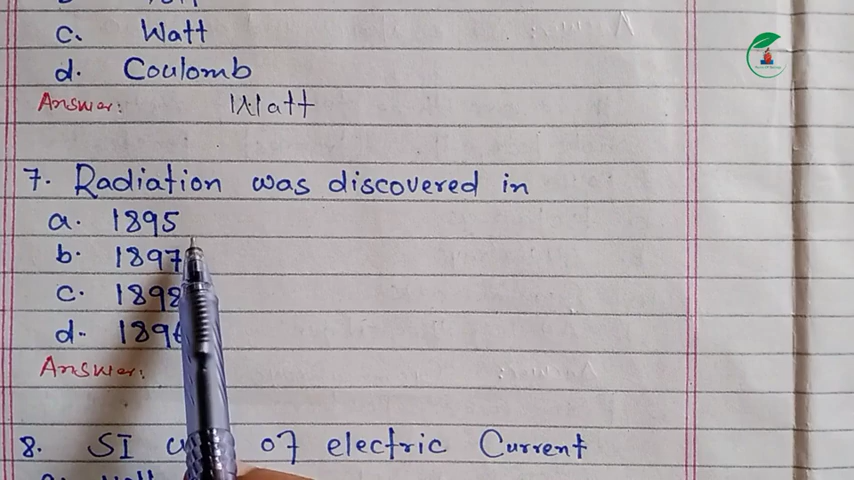 c. Watt
d. Coulomb
Answer: Watt
7. Radiation was discovered in
a. 1895
b. 1897
c. 1898
d. 1896
Answer:
8. SI of electric Current